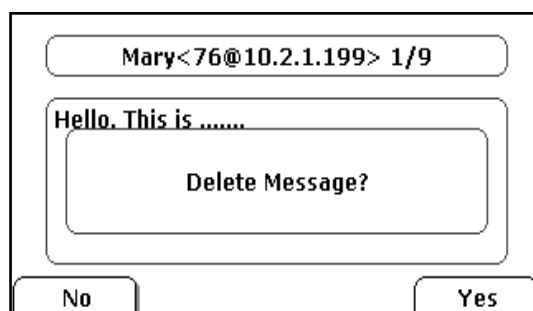 Mary<76@10.2.1.199> 1/9
Hello. This is .......
Delete Message?
No
Yes